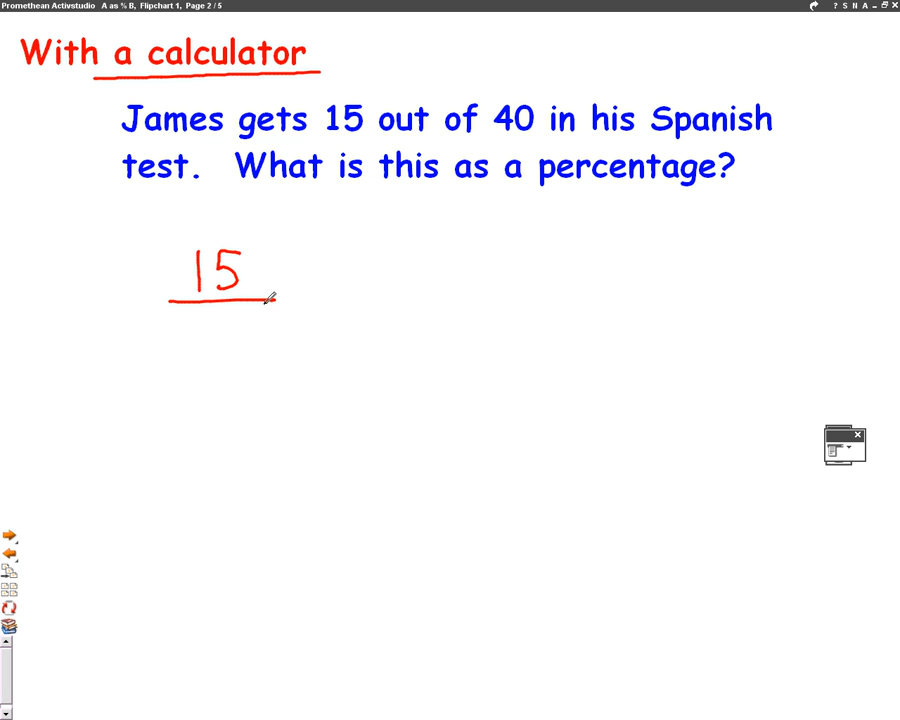 Promethean Activstudio A as % B, Flipchart 1, Page 2 / 5
? S N A
With a calculator
James gets 15 out of 40 in his Spanish
test. What is this as a percentage?
15